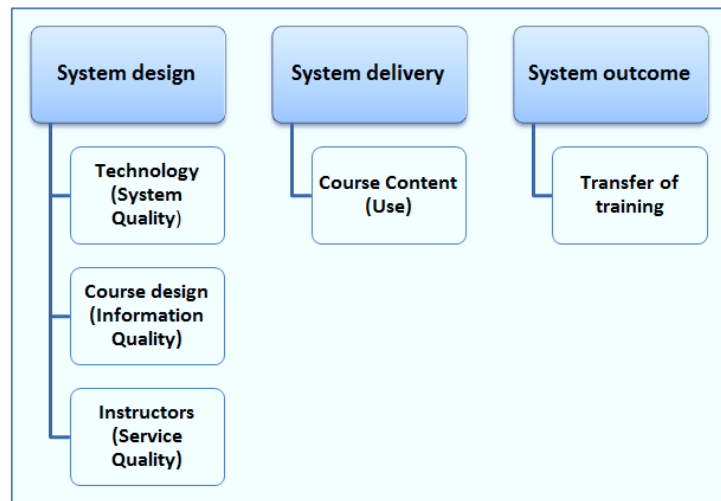 System design
Technology
(System
Quality)
Course design
(Information
Quality)
Instructors
(Service
Quality)
System delivery
Course Content
(Use)
System outcome
Transfer of
training